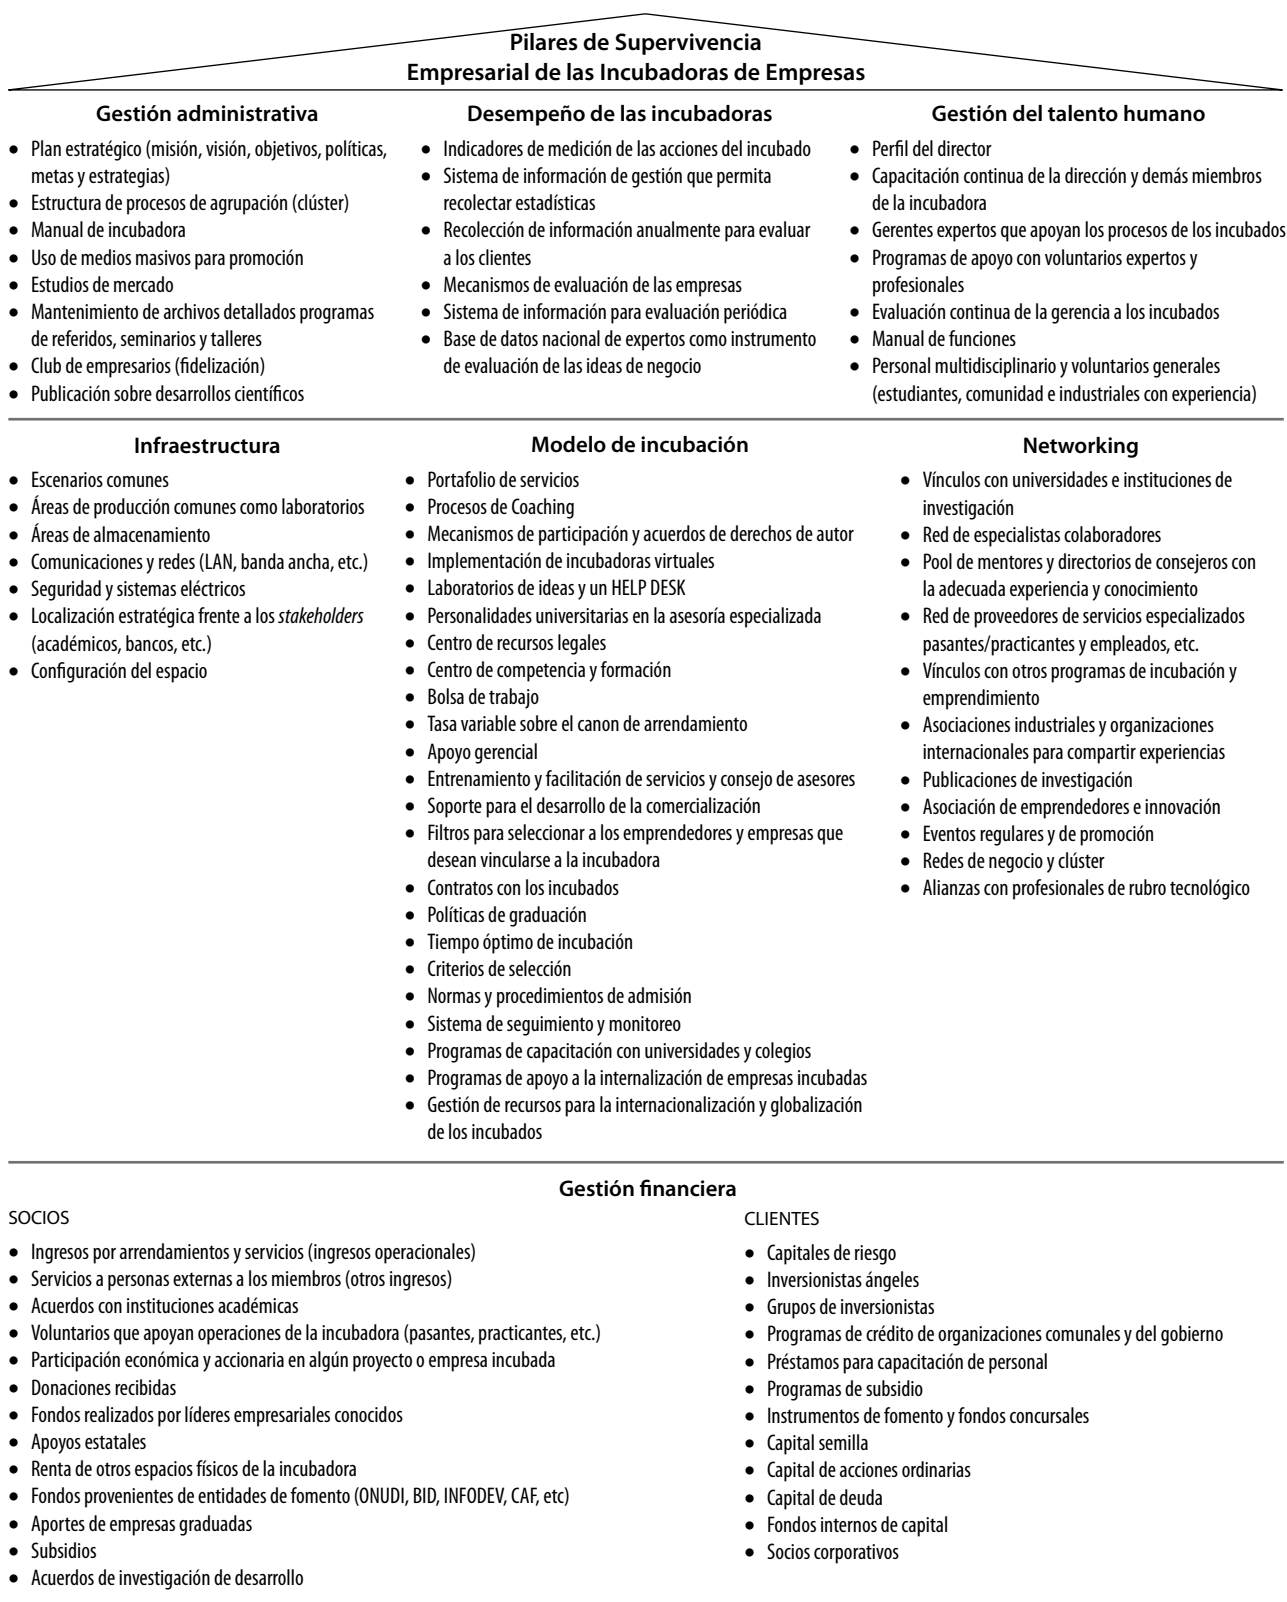 Pilares de Supervivencia
Empresarial de las Incubadoras de Empresas
Gestión administrativa
• Plan estratégico (misión, visión, objetivos, políticas,
metas y estrategias)
• Estructura de procesos de agrupación (clúster)
• Manual de incubadora
• Uso de medios masivos para promoción
• Estudios de mercado
• Mantenimiento de archivos detallados programas
de referidos, seminarios y talleres
• Club de empresarios (fidelización)
• Publicación sobre desarrollos científicos
Desempeño de las incubadoras
• Indicadores de medición de las acciones del incubado
• Sistema de información de gestión que permita
recolectar estadísticas
• Recolección de información anualmente para evaluar
a los clientes
• Mecanismos de evaluación de las empresas
• Sistema de información para evaluación periódica
• Base de datos nacional de expertos como instrumento
de evaluación de las ideas de negocio
Gestión del talento humano
• Perfil del director
• Capacitación continua de la dirección y demás miembros
de la incubadora
• Gerentes expertos que apoyan los procesos de los incubados
• Programas de apoyo con voluntarios expertos y
profesionales
• Evaluación continua de la gerencia a los incubados
• Manual de funciones
• Personal multidisciplinario y voluntarios generales
(estudiantes, comunidad e industriales con experiencia)
Infraestructura
• Escenarios comunes
• Áreas de producción comunes como laboratorios
• Áreas de almacenamiento
• Comunicaciones y redes (LAN, banda ancha, etc.)
• Seguridad y sistemas eléctricos
• Localización estratégica frente a los stakeholders
(académicos, bancos, etc.)
• Configuración del espacio
Modelo de incubación
• Portafolio de servicios
• Procesos de Coaching
• Mecanismos de participación y acuerdos de derechos de autor
• Implementación de incubadoras virtuales
• Laboratorios de ideas y un HELP DESK
• Personalidades universitarias en la asesoría especializada
• Centro de recursos legales
• Centro de competencia y formación
• Bolsa de trabajo
• Tasa variable sobre el canon de arrendamiento
• Apoyo gerencial
• Entrenamiento y facilitación de servicios y consejo de asesores
• Soporte para el desarrollo de la comercialización
• Filtros para seleccionar a los emprendedores y empresas que
desean vincularse a la incubadora
• Contratos con los incubados
• Políticas de graduación
• Tiempo óptimo de incubación
• Criterios de selección
• Normas y procedimientos de admisión
• Sistema de seguimiento y monitoreo
• Programas de capacitación con universidades y colegios
• Programas de apoyo a la internalización de empresas incubadas
• Gestión de recursos para la internacionalización y globalización
de los incubados
Networking
• Vínculos con universidades e instituciones de
investigación
• Red de especialistas colaboradores
• Pool de mentores y directorios de consejeros con
la adecuada experiencia y conocimiento
• Red de proveedores de servicios especializados
pasantes/practicantes y empleados, etc.
• Vínculos con otros programas de incubación y
emprendimiento
• Asociaciones industriales y organizaciones
internacionales para compartir experiencias
• Publicaciones de investigación
• Asociación de emprendedores e innovación
• Eventos regulares y de promoción
• Redes de negocio y clúster
• Alianzas con profesionales de rubro tecnológico
Gestión financiera
SOCIOS
• Ingresos por arrendamientos y servicios (ingresos operacionales)
• Servicios a personas externas a los miembros (otros ingresos)
• Acuerdos con instituciones académicas
• Voluntarios que apoyan operaciones de la incubadora (pasantes, practicantes, etc.)
• Participación económica y accionaria en algún proyecto o empresa incubada
• Donaciones recibidas
• Fondos realizados por líderes empresariales conocidos
• Apoyos estatales
• Renta de otros espacios físicos de la incubadora
• Fondos provenientes de entidades de fomento (ONUDI, BID, INFODEV, CAF, etc)
• Aportes de empresas graduadas
• Subsidios
• Acuerdos de investigación de desarrollo
CLIENTES
• Capitales de riesgo
• Inversionistas ángeles
• Grupos de inversionistas
• Programas de crédito de organizaciones comunales y del gobierno
• Préstamos para capacitación de personal
• Programas de subsidio
• Instrumentos de fomento y fondos concursales
• Capital semilla
• Capital de acciones ordinarias
• Capital de deuda
• Fondos internos de capital
• Socios corporativos